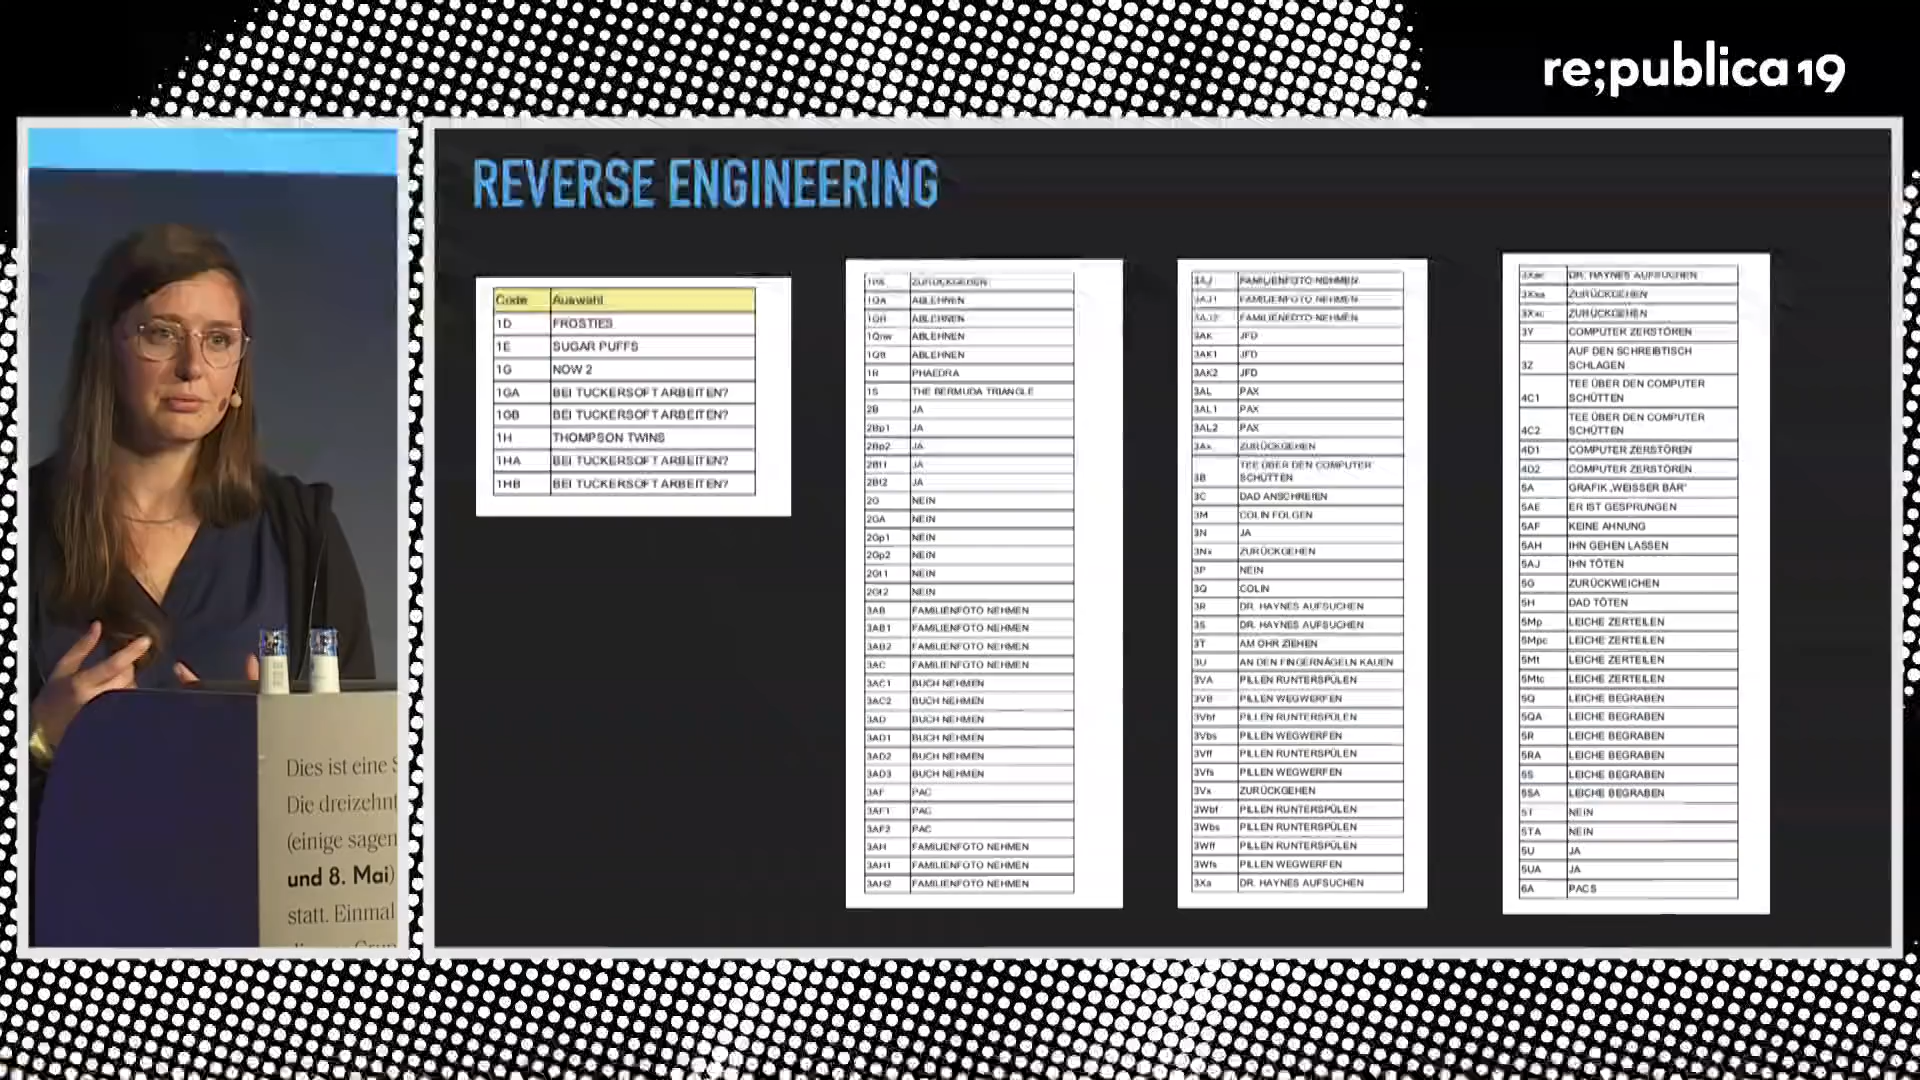 re;publica 19
REVERSE ENGINEERING
Code Auswahl
1D FROSTIES
1E SUGAR PUFFS
1G NOW 2
1GA BEI TUCKERSOFT ARBEITEN?
1GB BEI TUCKERSOFT ARBEITEN?
1H THOMPSON TWINS
1HA BEI TUCKERSOFT ARBEITEN?
1HB BEI TUCKERSOFT ARBEITEN?
ZURÜCKGEHEN
1QA ABLEHNEN
ABLEHNEN
ABLEHNEN
ABLEHNEN
1R PHAEDRA
1S THE BERMUDA TRIANGLE
2B JA
2Bp1 JA
2Bp2 JA
2Bt1 JA
2Bt2 JA
2G NEIN
2GA NEIN
2Gp1 NEIN
2Gp2 NEIN
2Gt1 NEIN
2Gt2 NEIN
3AB FAMILIENFOTO NEHMEN
3AB1 FAMILIENFOTO NEHMEN
3AB2 FAMILIENFOTO NEHMEN
3AC FAMILIENFOTO NEHMEN
3AC1 BUCH NEHMEN
3AC2 BUCH NEHMEN
3AD BUCH NEHMEN
3AD1 BUCH NEHMEN
3AD2 BUCH NEHMEN
3AD3 BUCH NEHMEN
3AF PAC
3AF1 PAC
3AF2 PAC
3AH FAMILIENFOTO NEHMEN
3AH1 FAMILIENFOTO NEHMEN
3AH2 FAMILIENFOTO NEHMEN
3AJ FAMILIENFOTO NEHMEN
3AJ1 FAMILIENFOTO NEHMEN
3AJ2 FAMILIENFOTO NEHMEN
3AK JFD
3AK1 JFD
3AK2 JFD
3AL PAX
3AL1 PAX
3AL2 PAX
3Ax ZURÜCKGEHEN
TEE ÜBER DEN COMPUTER
3B SCHÜTTEN
3C DAD ANSCHREIEN
3M COLIN FOLGEN
3N JA
3Nx ZURÜCKGEHEN
3P NEIN
3Q COLIN
3R DR. HAYNES AUFSUCHEN
3S DR. HAYNES AUFSUCHEN
3T AM OHR ZIEHEN
3U AN DEN FINGERNÄGELN KAUEN
3VA PILLEN RUNTERSPÜLEN
3VB PILLEN WEGWERFEN
3Vbf PILLEN RUNTERSPÜLEN
3Vbs PILLEN WEGWERFEN
3Vff PILLEN RUNTERSPÜLEN
3Vfs PILLEN WEGWERFEN
3Vx ZURÜCKGEHEN
3Wbf PILLEN RUNTERSPÜLEN
3Wbs PILLEN RUNTERSPÜLEN
3Wff PILLEN RUNTERSPÜLEN
3Wfs PILLEN WEGWERFEN
3Xa DR. HAYNES AUFSUCHEN
DR. HAYNES AUFSUCHEN
ZURÜCKGEHEN
ZURÜCKGEHEN
3Y COMPUTER ZERSTÖREN
AUF DEN SCHREIBTISCH
3Z SCHLAGEN
TEE ÜBER DEN COMPUTER
4C1 SCHÜTTEN
TEE ÜBER DEN COMPUTER
4C2 SCHÜTTEN
4D1 COMPUTER ZERSTÖREN
4D2 COMPUTER ZERSTÖREN
5A GRAFIK „WEISSER BÄR“
5AE ER IST GESPRUNGEN
5AF KEINE AHNUNG
5AH IHN GEHEN LASSEN
5AJ IHN TÖTEN
5G ZURÜCKWEICHEN
5H DAD TÖTEN
5Mp LEICHE ZERTEILEN
5Mpc LEICHE ZERTEILEN
5Mt LEICHE ZERTEILEN
5Mtc LEICHE ZERTEILEN
5Q LEICHE BEGRABEN
5QA LEICHE BEGRABEN
5R LEICHE BEGRABEN
5RA LEICHE BEGRABEN
5S LEICHE BEGRABEN
5SA LEICHE BEGRABEN
5T NEIN
5TA NEIN
5U JA
5UA JA
6A PACS
Dies ist eine
Die dreizehnt
(einige sagen
und 8. Mai)
statt. Einmal